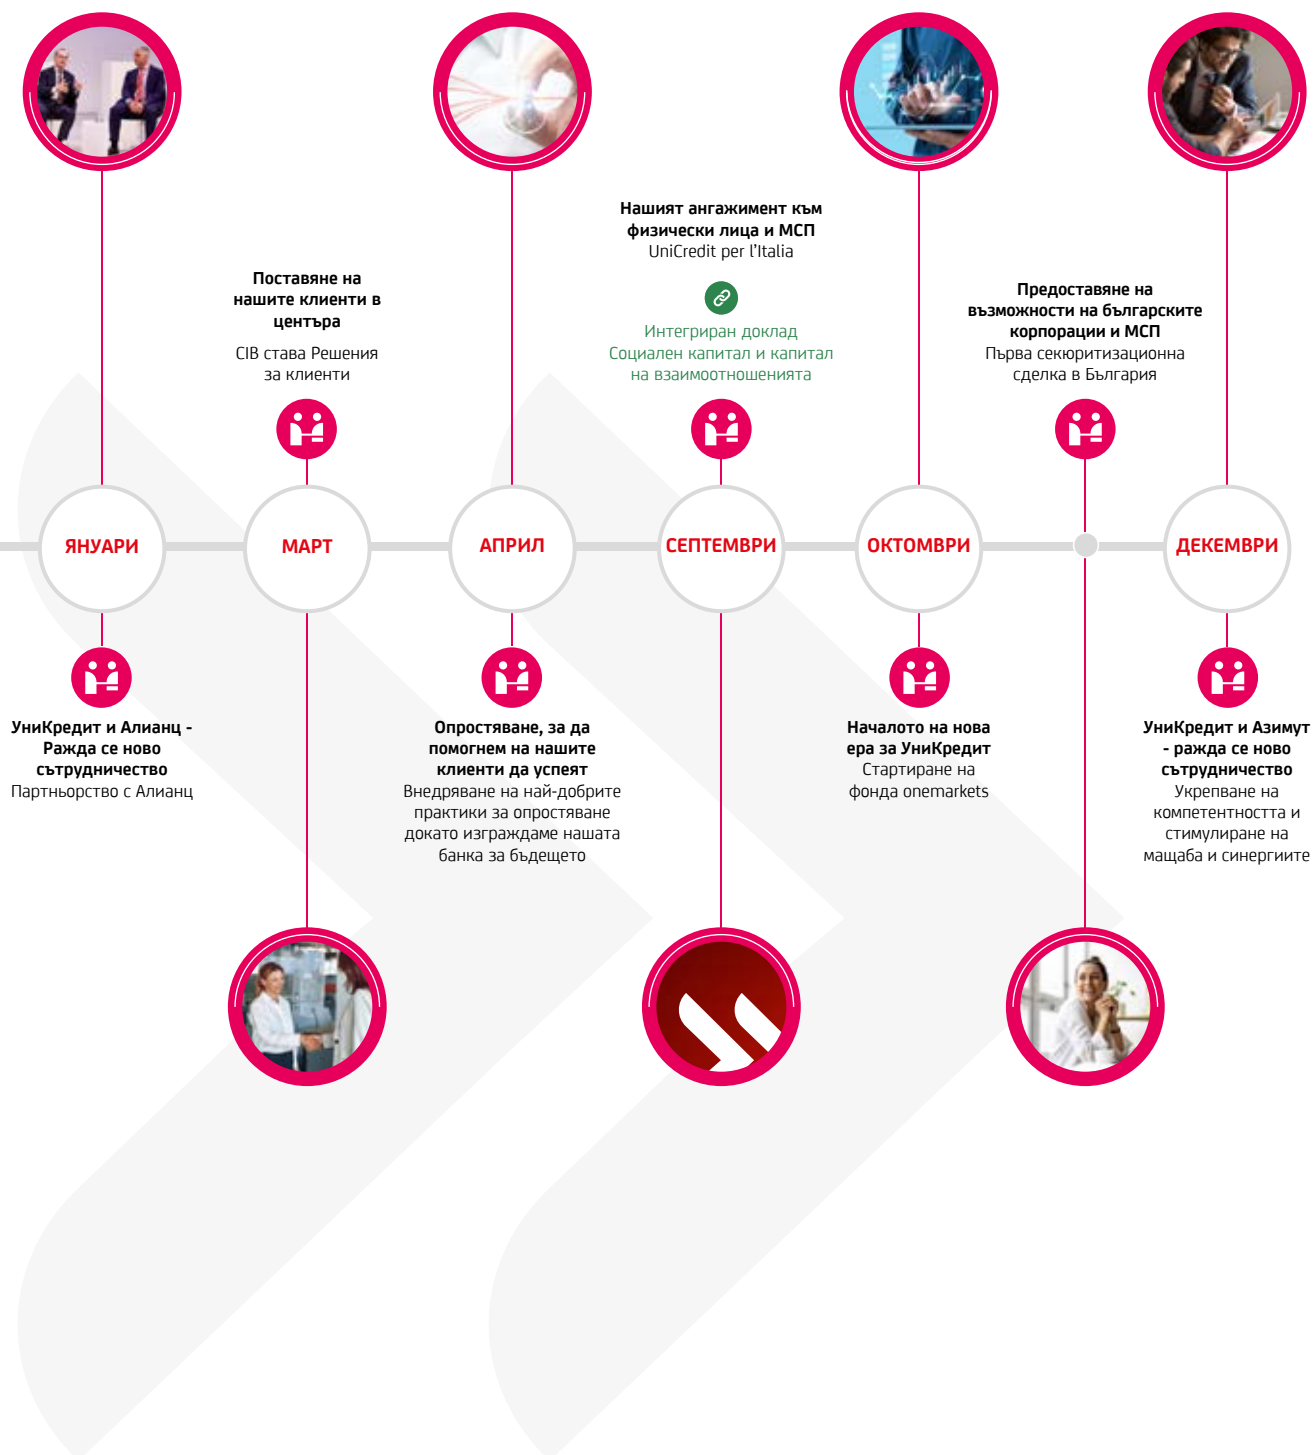 Нашият ангажимент към
физически лица и МСП
UniCredit per l'Italia
Интегриран доклад
Социален капитал и капитал
на взаимоотношенията
Поставяне на
нашите клиенти в
центъра
CIB става Решения
за клиенти
Предоставяне на
възможности на българските
корпорации и МСП
Първа секюритизационна
сделка в България
ЯНУАРИ
МАРТ
АПРИЛ
СЕПТЕМВРИ
ОКТОМВРИ
ДЕКЕМВРИ
УниКредит и Алианц -
Ражда се ново
сътрудничество
Партньорство с Алианц
Опростяване, за да
помогнем на нашите
клиенти да успеят
Внедряване на най-добрите
практики за опростяване
докато изграждаме нашата
банка за бъдещето
Началото на нова
ера за УниКредит
Стартиране на
фонда onemarkets
УниКредит и Азимут
- ражда се ново
сътрудничество
Укрепване на
компетентността и
стимулиране на
мащаба и синергиите